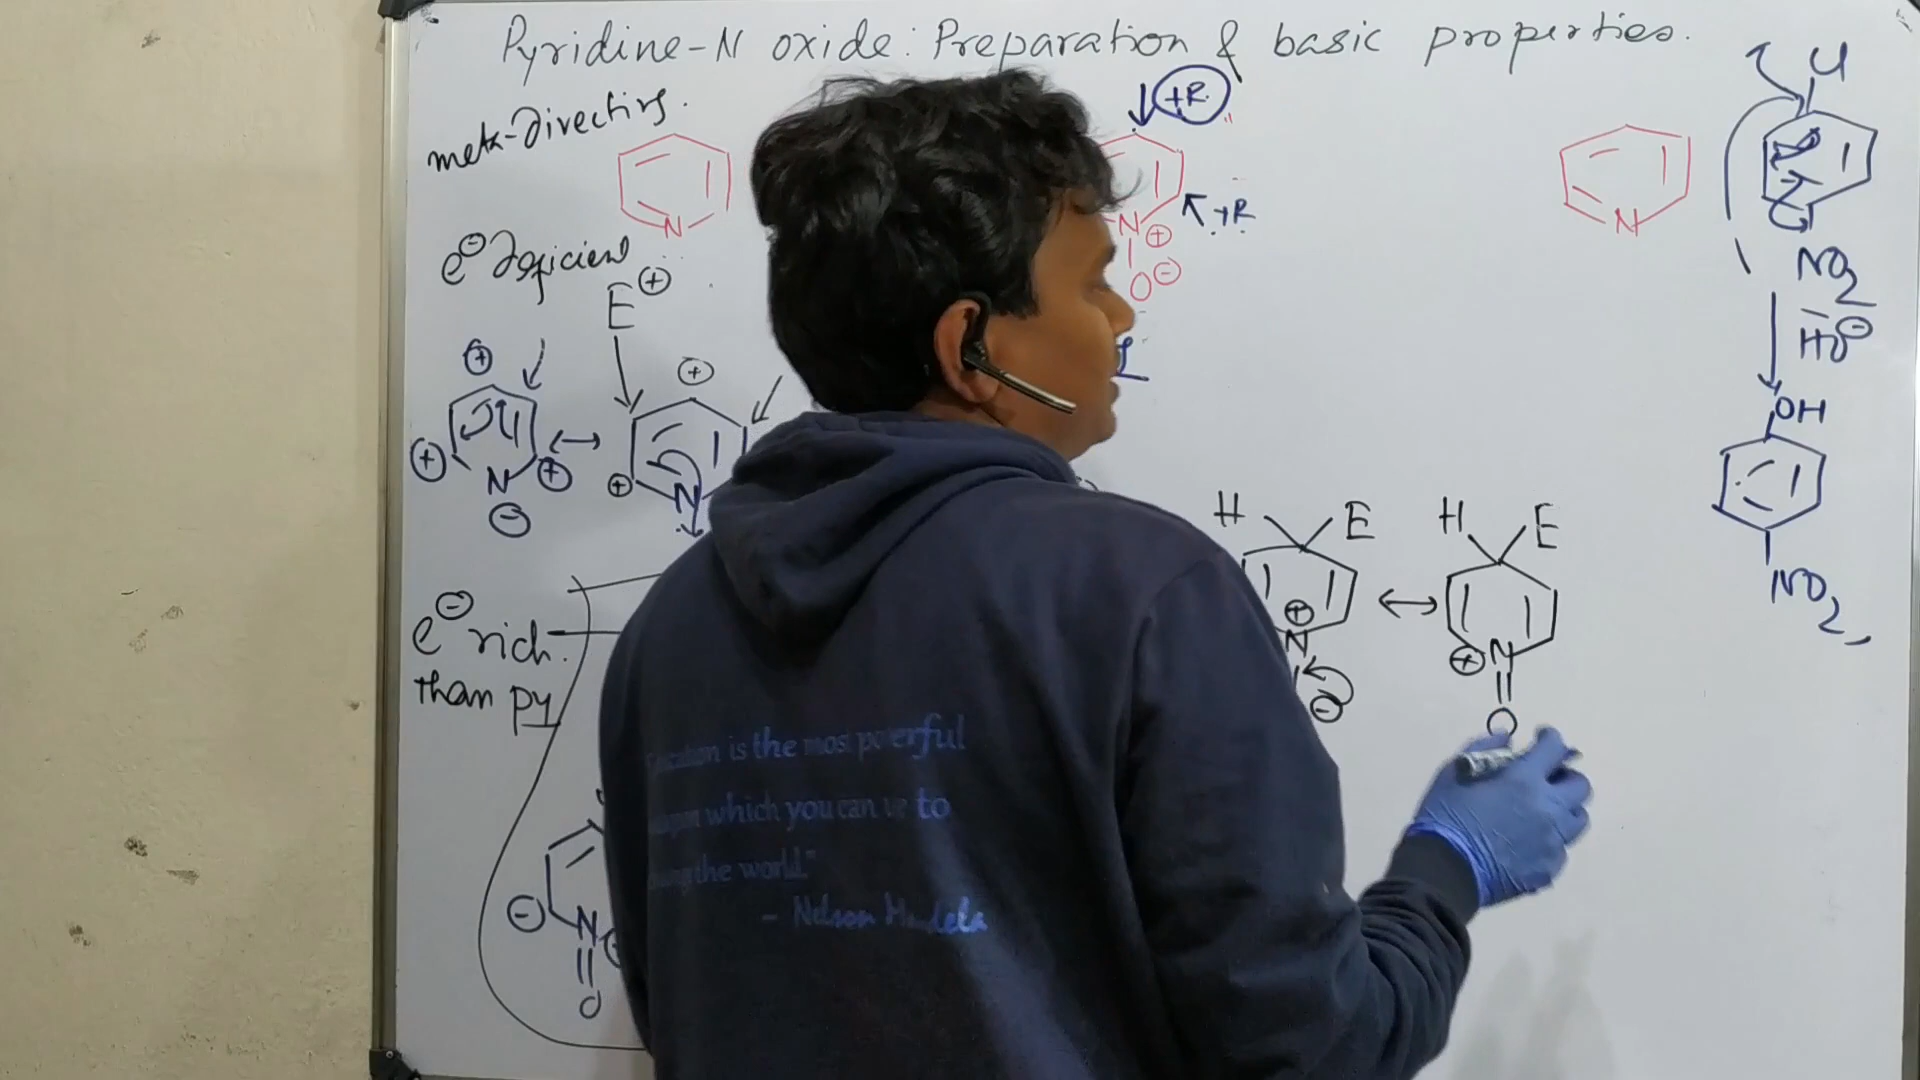 Pyridine-N oxide: Preparation & basic properties.
meta-directing.
+R
Cl
N
N ⊕
+R
O ⊖
N
NO2
e⊖ deficient
E ⊕
HO⊖
⊕
⊕
⊕
⊕
⊕
N
N
⊖
OH
NO2
H E
H E
⊕
N
⊕ N
⊖
O
e⊖ rich.
than py
⊖
N
O
is the most powerful
which you can use to
the world."
- Nelson Mandela